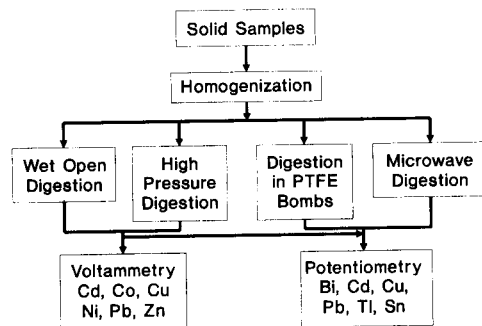 Solid Samples
Homogenization
Wet Open
Digestion
High
Pressure
Digestion
Digestion
in PTFE
Bombs
Microwave
Digestion
Voltammetry
Cd, Co, Cu
Ni, Pb, Zn
Potentiometry
Bi, Cd, Cu,
Pb, Tl, Sn